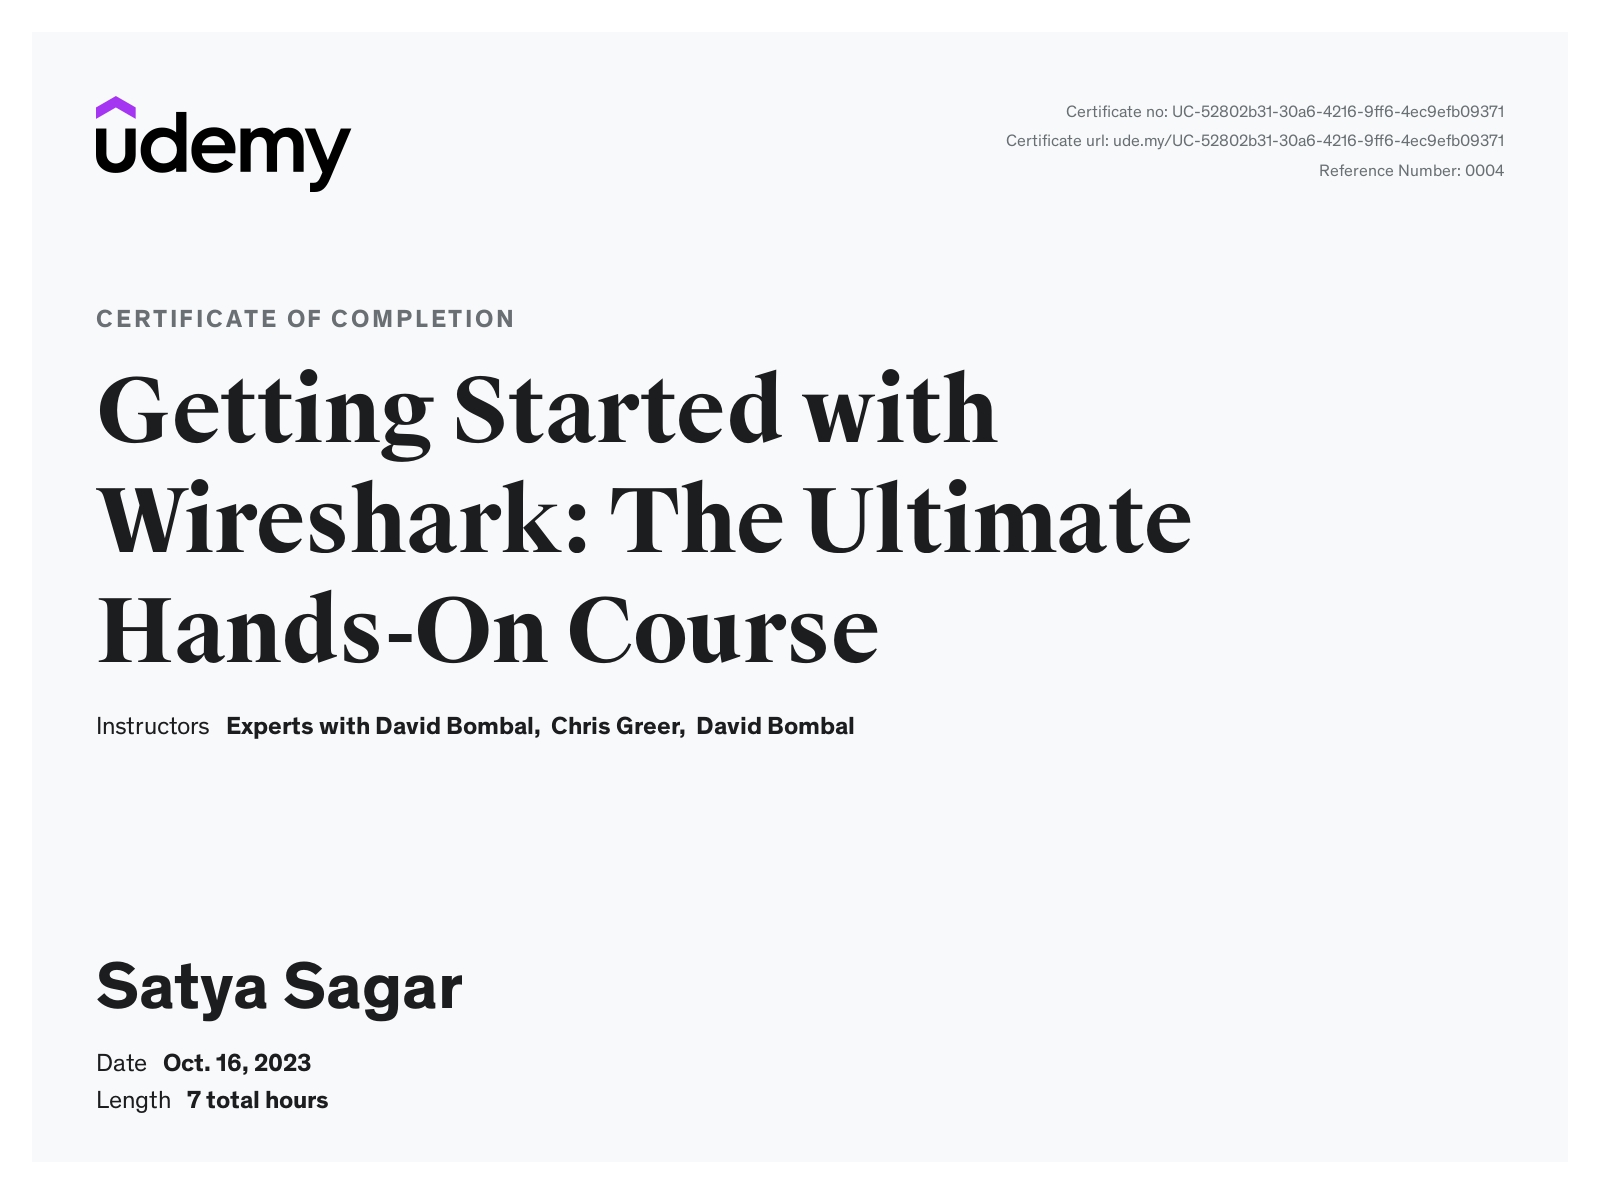 udemy
Certificate no: UC-52802b31-30a6-4216-9ff6-4ec9efb09371
Certificate url: ude.my/UC-52802b31-30a6-4216-9ff6-4ec9efb09371
Reference Number: 0004
CERTIFICATE OF COMPLETION
Getting Started with
Wireshark: The Ultimate
Hands-On Course
Instructors Experts with David Bombal, Chris Greer, David Bombal
Satya Sagar
Date Oct. 16, 2023
Length 7 total hours